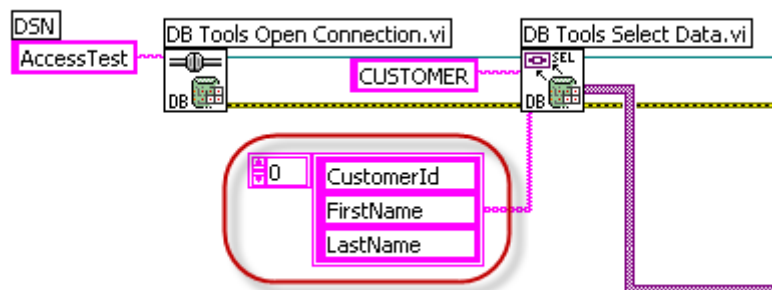 DSN
DB Tools Open Connection.vi
DB Tools Select Data.vi
AccessTest
CUSTOMER
SEL
DB
DB
0
CustomerId
FirstName
LastName